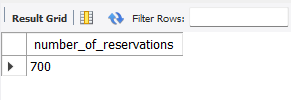 Result Grid Filter Rows:
number_of_reservations
700